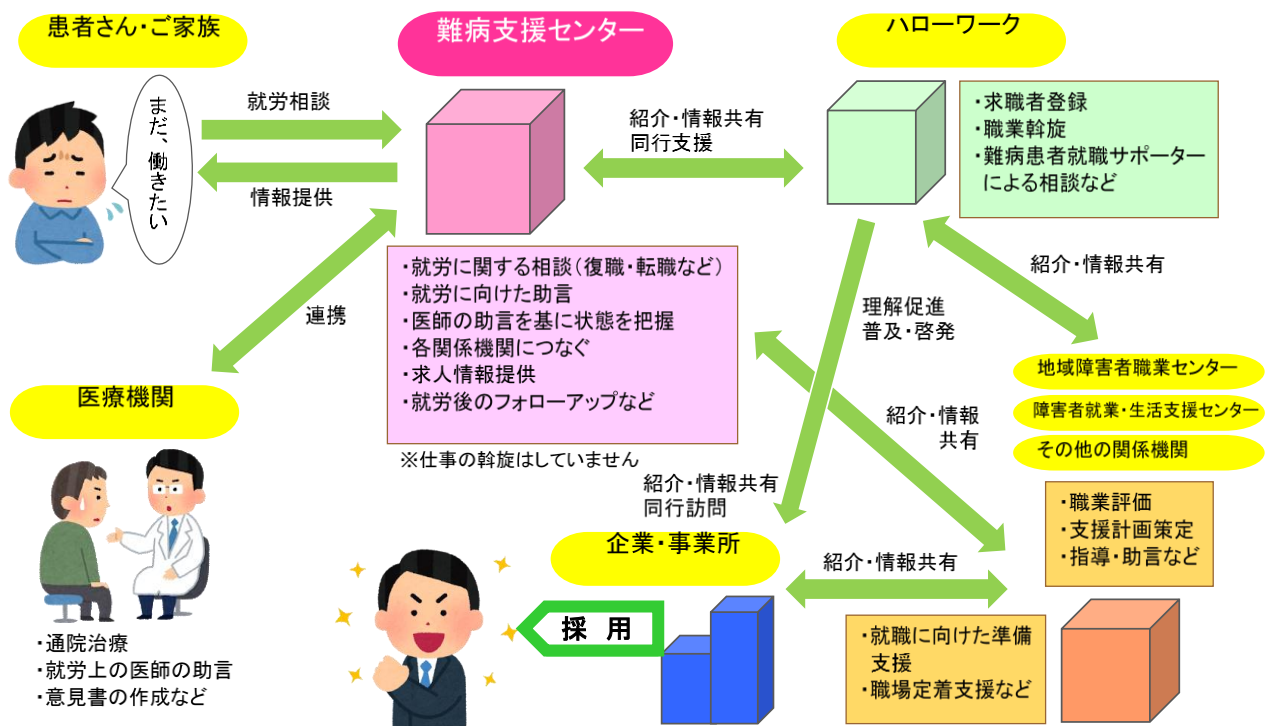 患者さん・ご家族
難病支援センター
ハローワーク
まだ、働きたい
就労相談
情報提供
紹介・情報共有
同行支援
・求職者登録
・職業斡旋
・難病患者就職サポーター
による相談など
連携
・就労に関する相談(復職・転職など)
・就労に向けた助言
・医師の助言を基に状態を把握
・各関係機関につなぐ
・求人情報提供
・就労後のフォローアップなど
※仕事の斡旋はしていません
理解促進
普及・啓発
紹介・情報共有
紹介・情報
共有
地域障害者職業センター
障害者就業・生活支援センター
その他の関係機関
・職業評価
・支援計画策定
・指導・助言など
医療機関
・通院治療
・就労上の医師の助言
・意見書の作成など
紹介・情報共有
同行訪問
企業・事業所
採 用
紹介・情報共有
・就職に向けた準備
支援
・職場定着支援など